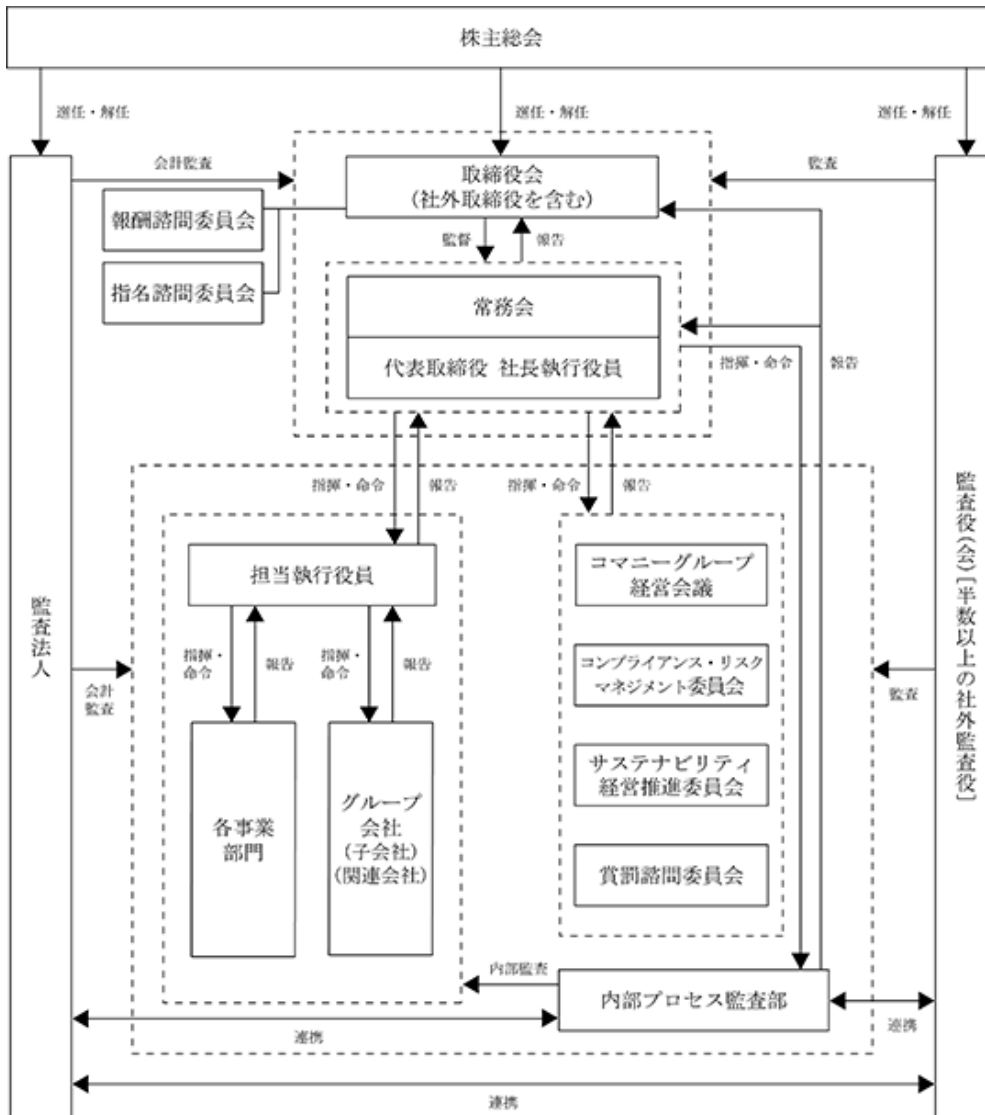 株主総会
選任・解任
選任・解任
選任・解任
会計監査
取締役会
(社外取締役を含む)
監査
報酬諮問委員会
監督
報告
指名諮問委員会
常務会
代表取締役 社長執行役員
指揮・命令
報告
指揮・命令
報告
指揮・命令
報告
担当執行役員
コマニーグループ
経営会議
監査法人
監査役(会)[半数以上の社外監査役]
指揮・
命令
報告
指揮・
命令
報告
コンプライアンス・リスク
マネジメント委員会
会計
監査
監査
各事業
部門
グループ
会社
(子会社)
(関連会社)
サステナビリティ
経営推進委員会
賞罰諮問委員会
内部監査
内部プロセス監査部
連携
連携
連携